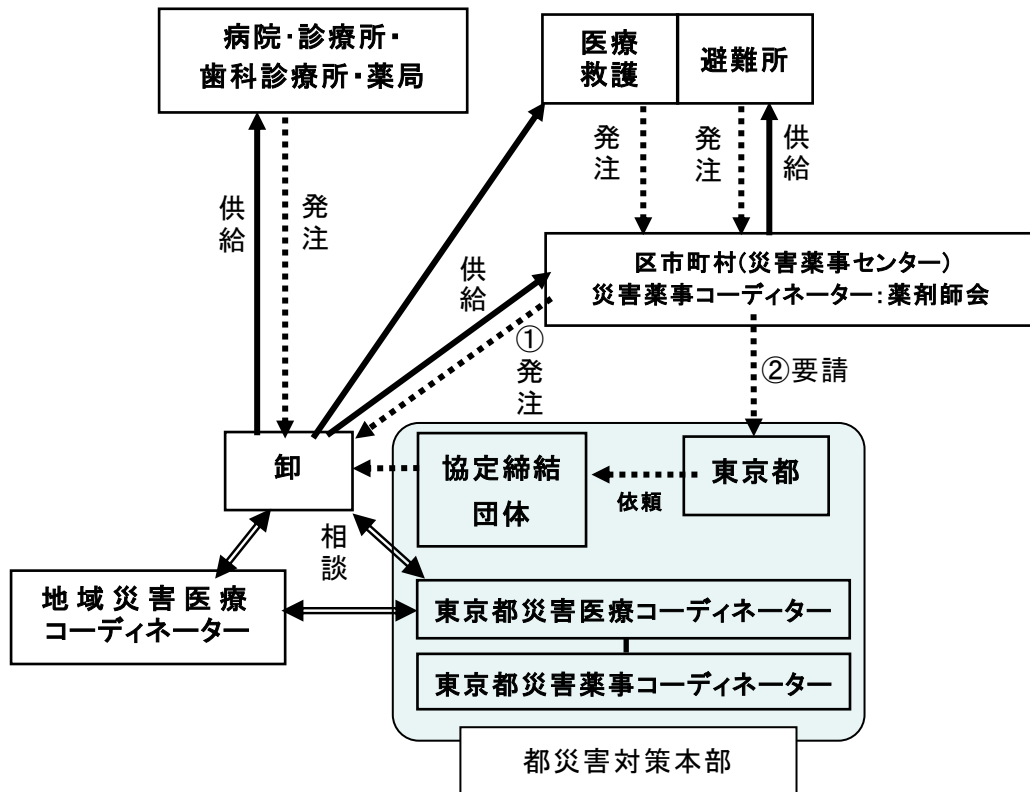 病院・診療所・
歯科診療所・薬局
医療
救護
避難所
供給
発注
発注
発注
供給
区市町村(災害薬事センター)
災害薬事コーディネーター：薬剤師会
供給
①発注
②要請
卸
協定締結
団体
依頼
東京都
相談
地域災害医療
コーディネーター
東京都災害医療コーディネーター
東京都災害薬事コーディネーター
都災害対策本部